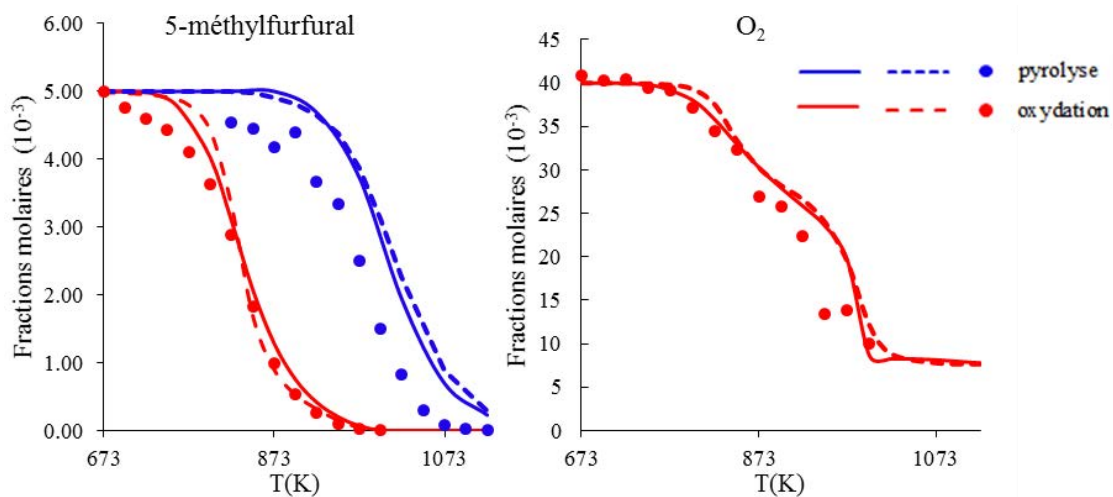 5-méthylfurfural
6.00
5.00
4.00
3.00
2.00
1.00
0.00
Fractions molaires (10⁻³)
673
873
1073
T(K)
O₂
45
40
35
30
25
20
15
10
5
0
Fractions molaires (10⁻³)
673
873
1073
T(K)
pyrolyse
oxydation